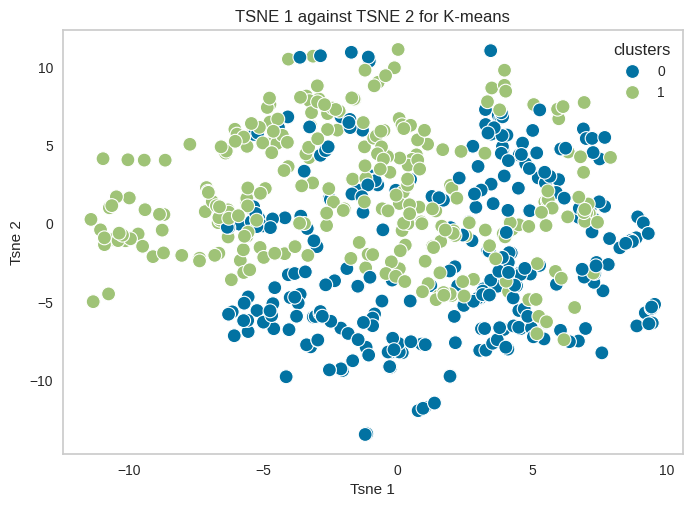 TSNE 1 against TSNE 2 for K-means
clusters
0
1
10
5
0
−5
−10
Tsne 2
−10 −5 0 5 10
Tsne 1